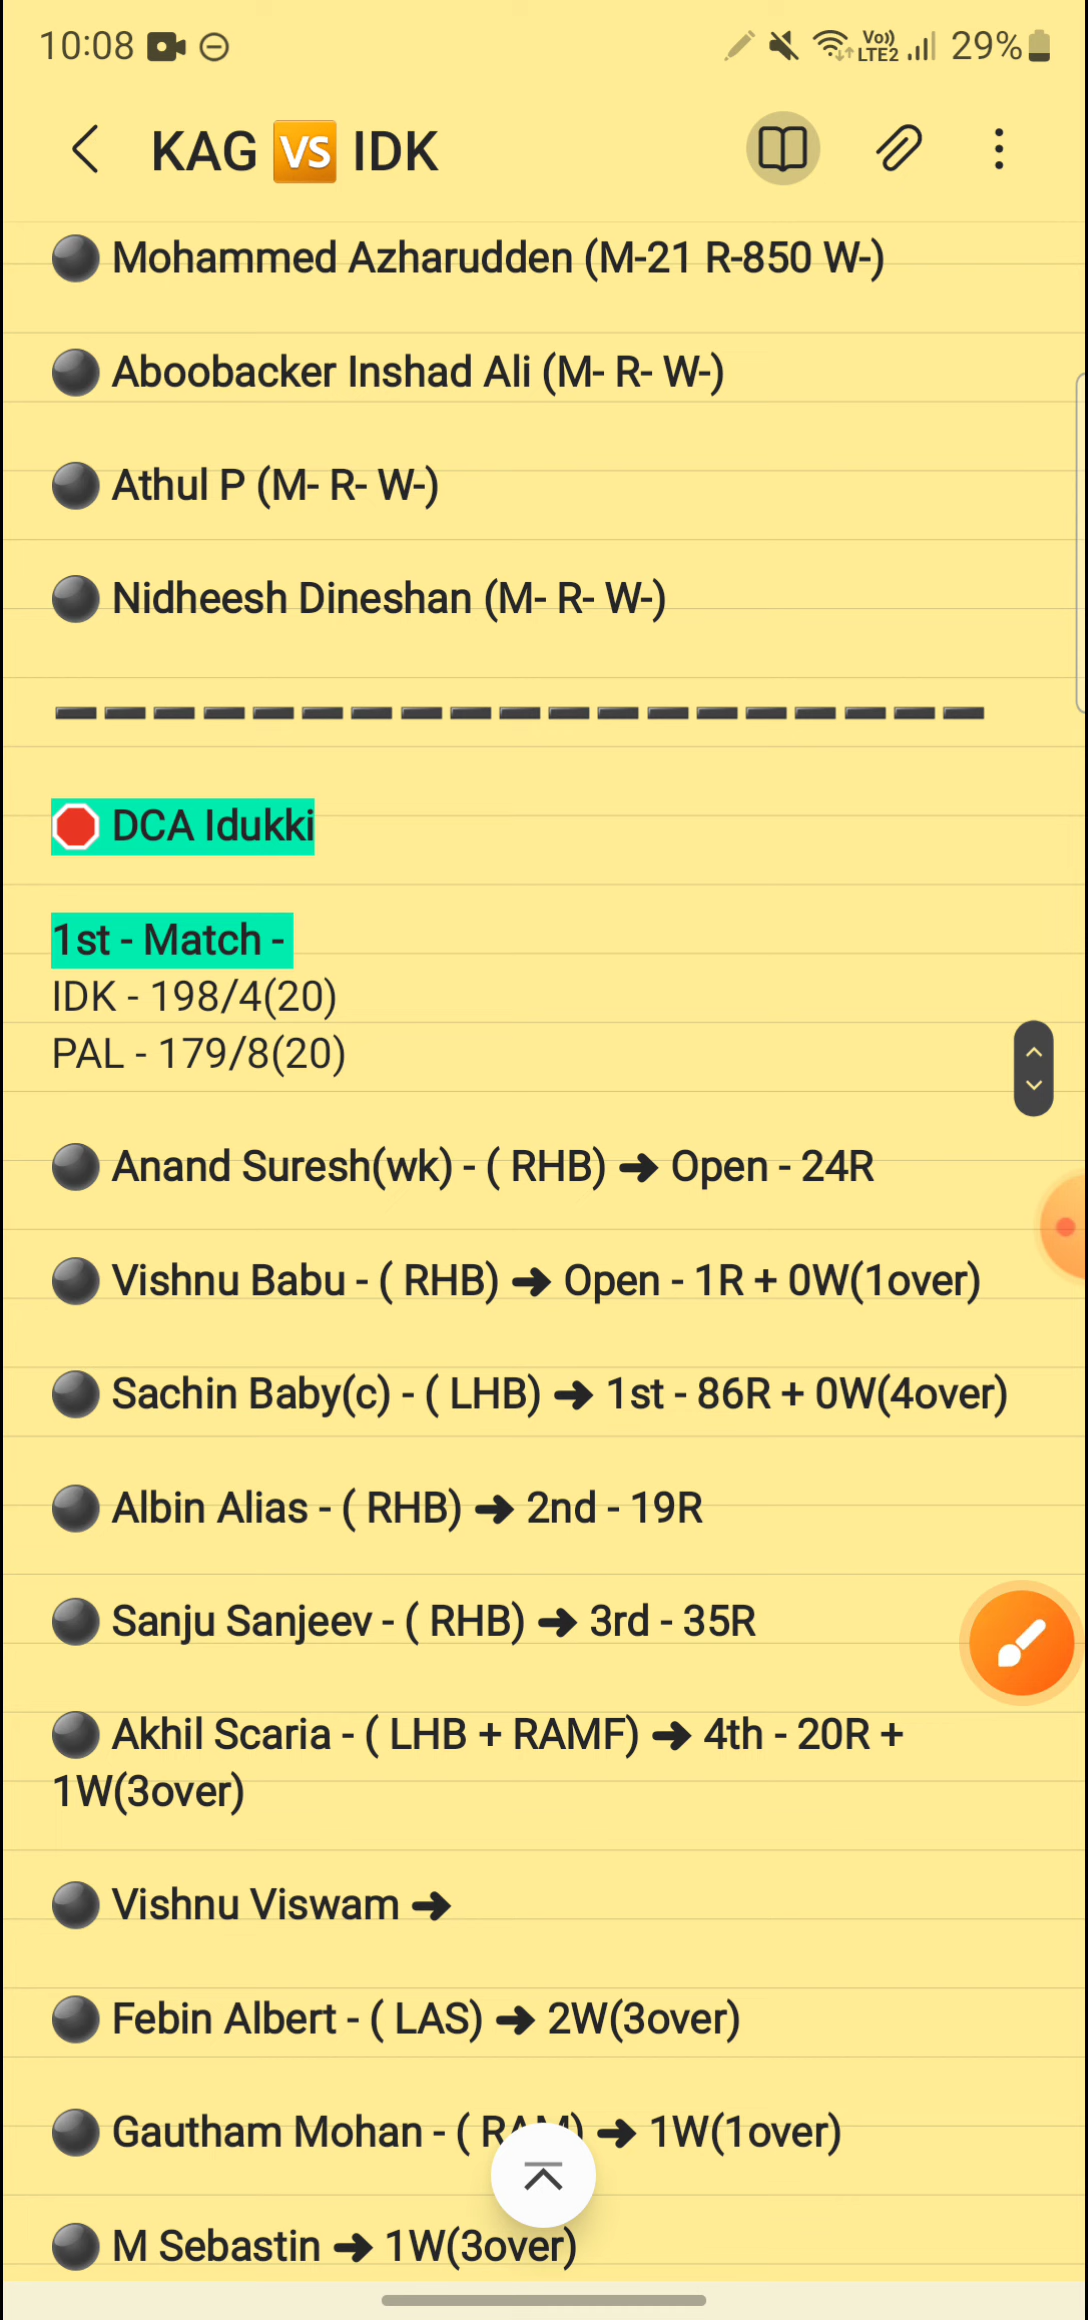 10:08 Vo)) LTE2 29%
KAG VS IDK
Mohammed Azharudden (M-21 R-850 W-)
Aboobacker Inshad Ali (M- R- W-)
Athul P (M- R- W-)
Nidheesh Dineshan (M- R- W-)
DCA Idukki
1st - Match -
IDK - 198/4(20)
PAL - 179/8(20)
Anand Suresh(wk) - ( RHB) ➔ Open - 24R
Vishnu Babu - ( RHB) ➔ Open - 1R + 0W(1over)
Sachin Baby(c) - ( LHB) ➔ 1st - 86R + 0W(4over)
Albin Alias - ( RHB) ➔ 2nd - 19R
Sanju Sanjeev - ( RHB) ➔ 3rd - 35R
Akhil Scaria - ( LHB + RAMF) ➔ 4th - 20R +
1W(3over)
Vishnu Viswam ➔
Febin Albert - ( LAS) ➔ 2W(3over)
Gautham Mohan - ( ➔ 1W(1over)
M Sebastin ➔ 1W(3over)